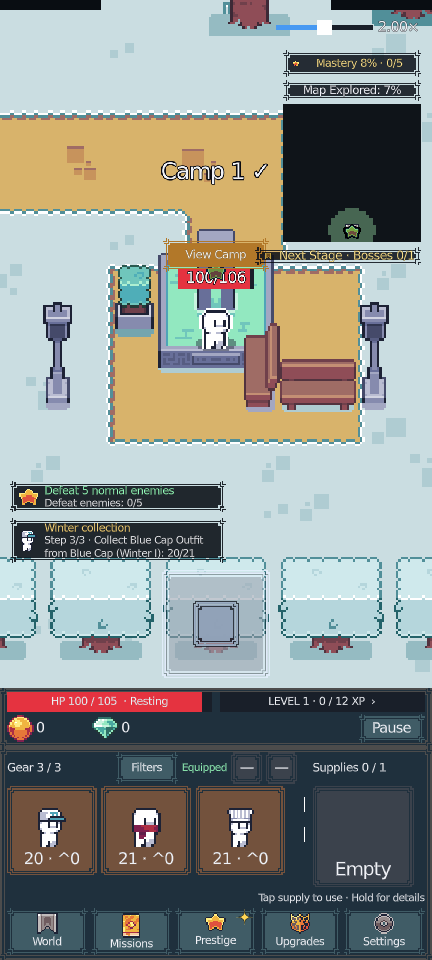 2.00×
Mastery 8% · 0/5
Map Explored: 7%
Camp 1 ✓
View Camp
Next Stage · Bosses 0/1
100/106
Defeat 5 normal enemies
Defeat enemies: 0/5
Winter collection
Step 3/3 · Collect Blue Cap Outfit
from Blue Cap (Winter I): 20/21
HP 100 / 105 · Resting
LEVEL 1 · 0 / 12 XP ›
0
0
Pause
Gear 3 / 3
Filters
Equipped
— —
Supplies 0 / 1
20 · ^0
21 · ^0
21 · ^0
Empty
Tap supply to use · Hold for details
World
Missions
Prestige
Upgrades
Settings